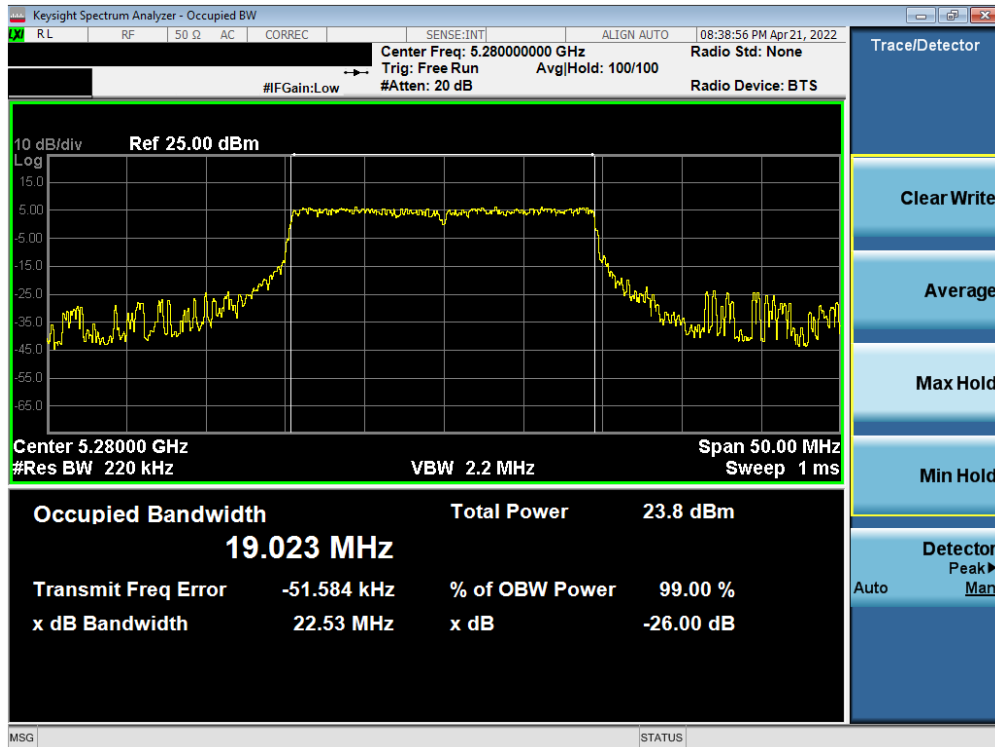 Keysight Spectrum Analyzer - Occupied BW
LXI RL RF 50 Ω AC CORREC SENSE:INT ALIGN AUTO 08:38:56 PM Apr 21, 2022
Center Freq: 5.280000000 GHz Radio Std: None
Trig: Free Run Avg|Hold: 100/100
#IFGain:Low #Atten: 20 dB Radio Device: BTS
10 dB/div Ref 25.00 dBm
Log
15.0
5.00
-5.00
-15.0
-25.0
-35.0
-45.0
-55.0
-65.0
Center 5.28000 GHz Span 50.00 MHz
#Res BW 220 kHz VBW 2.2 MHz Sweep 1 ms
Occupied Bandwidth Total Power 23.8 dBm
19.023 MHz
Transmit Freq Error -51.584 kHz % of OBW Power 99.00 %
x dB Bandwidth 22.53 MHz x dB -26.00 dB
MSG STATUS
Trace/Detector
Clear Write
Average
Max Hold
Min Hold
Detector
Peak▶
Auto Man